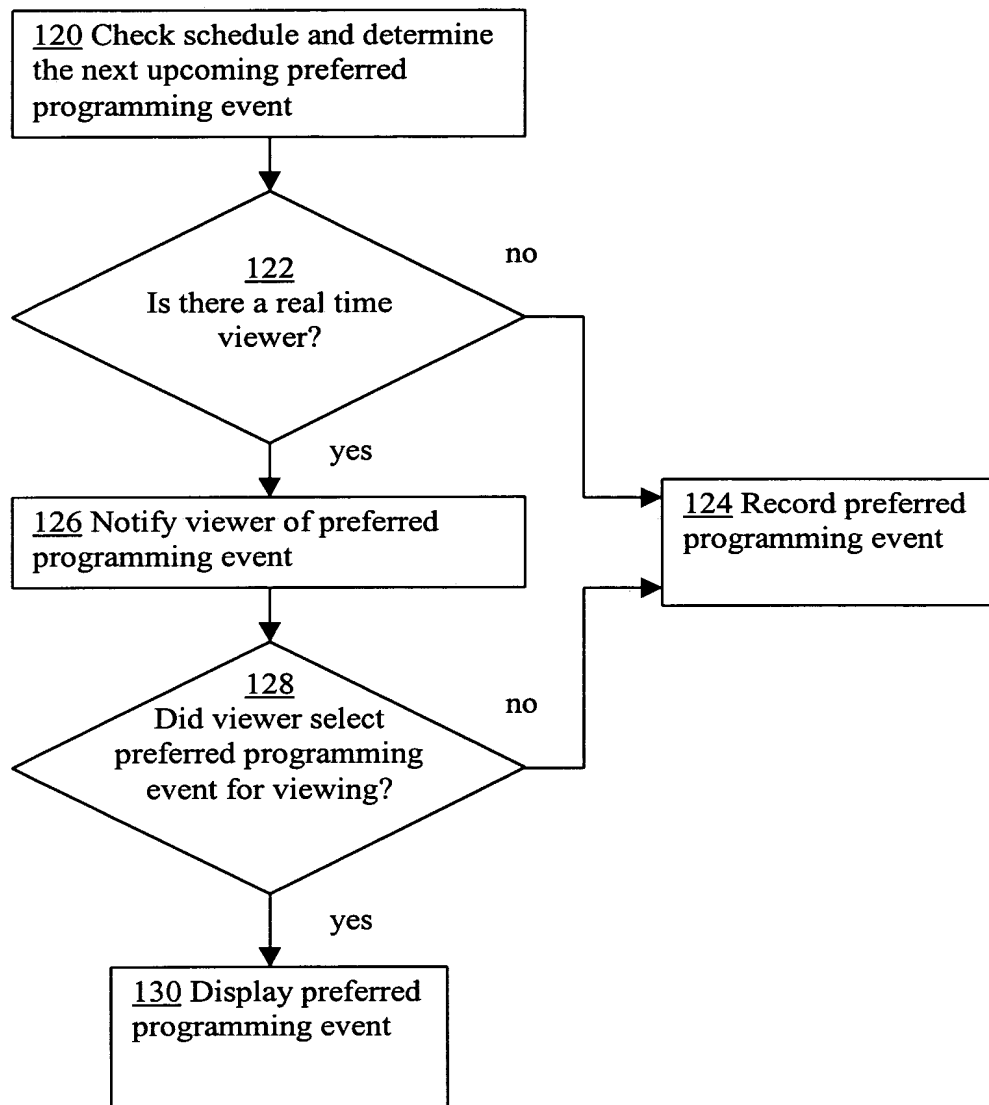 120 Check schedule and determine
the next upcoming preferred
programming event
no
122
Is there a real time
viewer?
yes
126 Notify viewer of preferred
programming event
124 Record preferred
programming event
128
no
Did viewer select
preferred programming
event for viewing?
yes
130 Display preferred
programming event